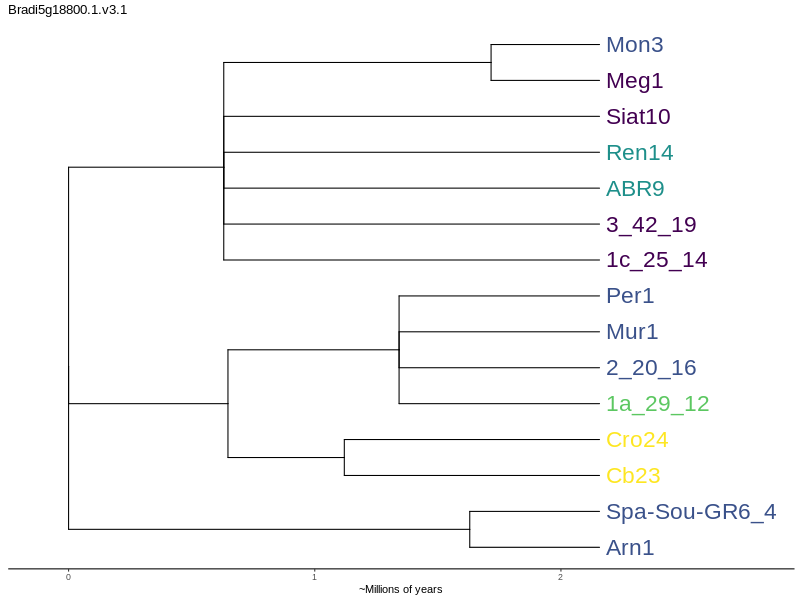 Bradi5g18800.1.v3.1
Mon3
Meg1
Siat10
Ren14
ABR9
3_42_19
1c_25_14
Per1
Mur1
2_20_16
1a_29_12
Cro24
Cb23
Spa-Sou-GR6_4
Arn1
0 1 2
~Millions of years